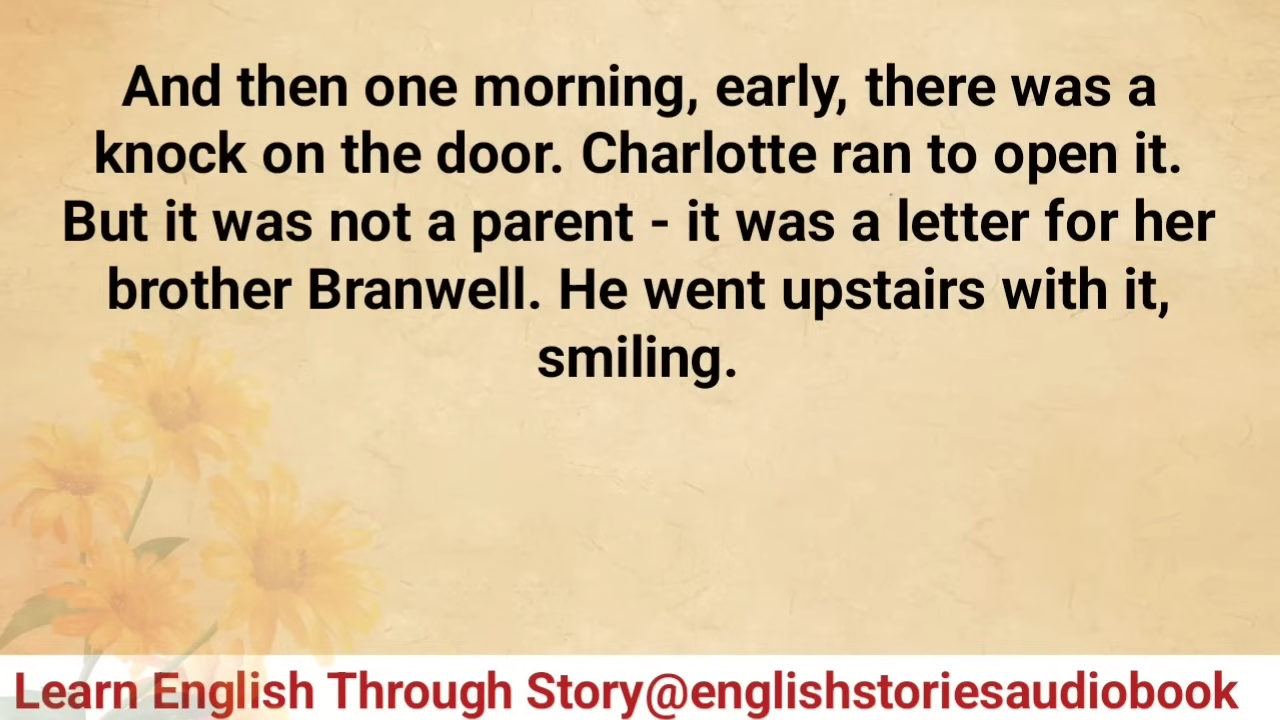 And then one morning, early, there was a
knock on the door. Charlotte ran to open it.
But it was not a parent - it was a letter for her
brother Branwell. He went upstairs with it,
smiling.
Learn English Through Story@englishstoriesaudiobook